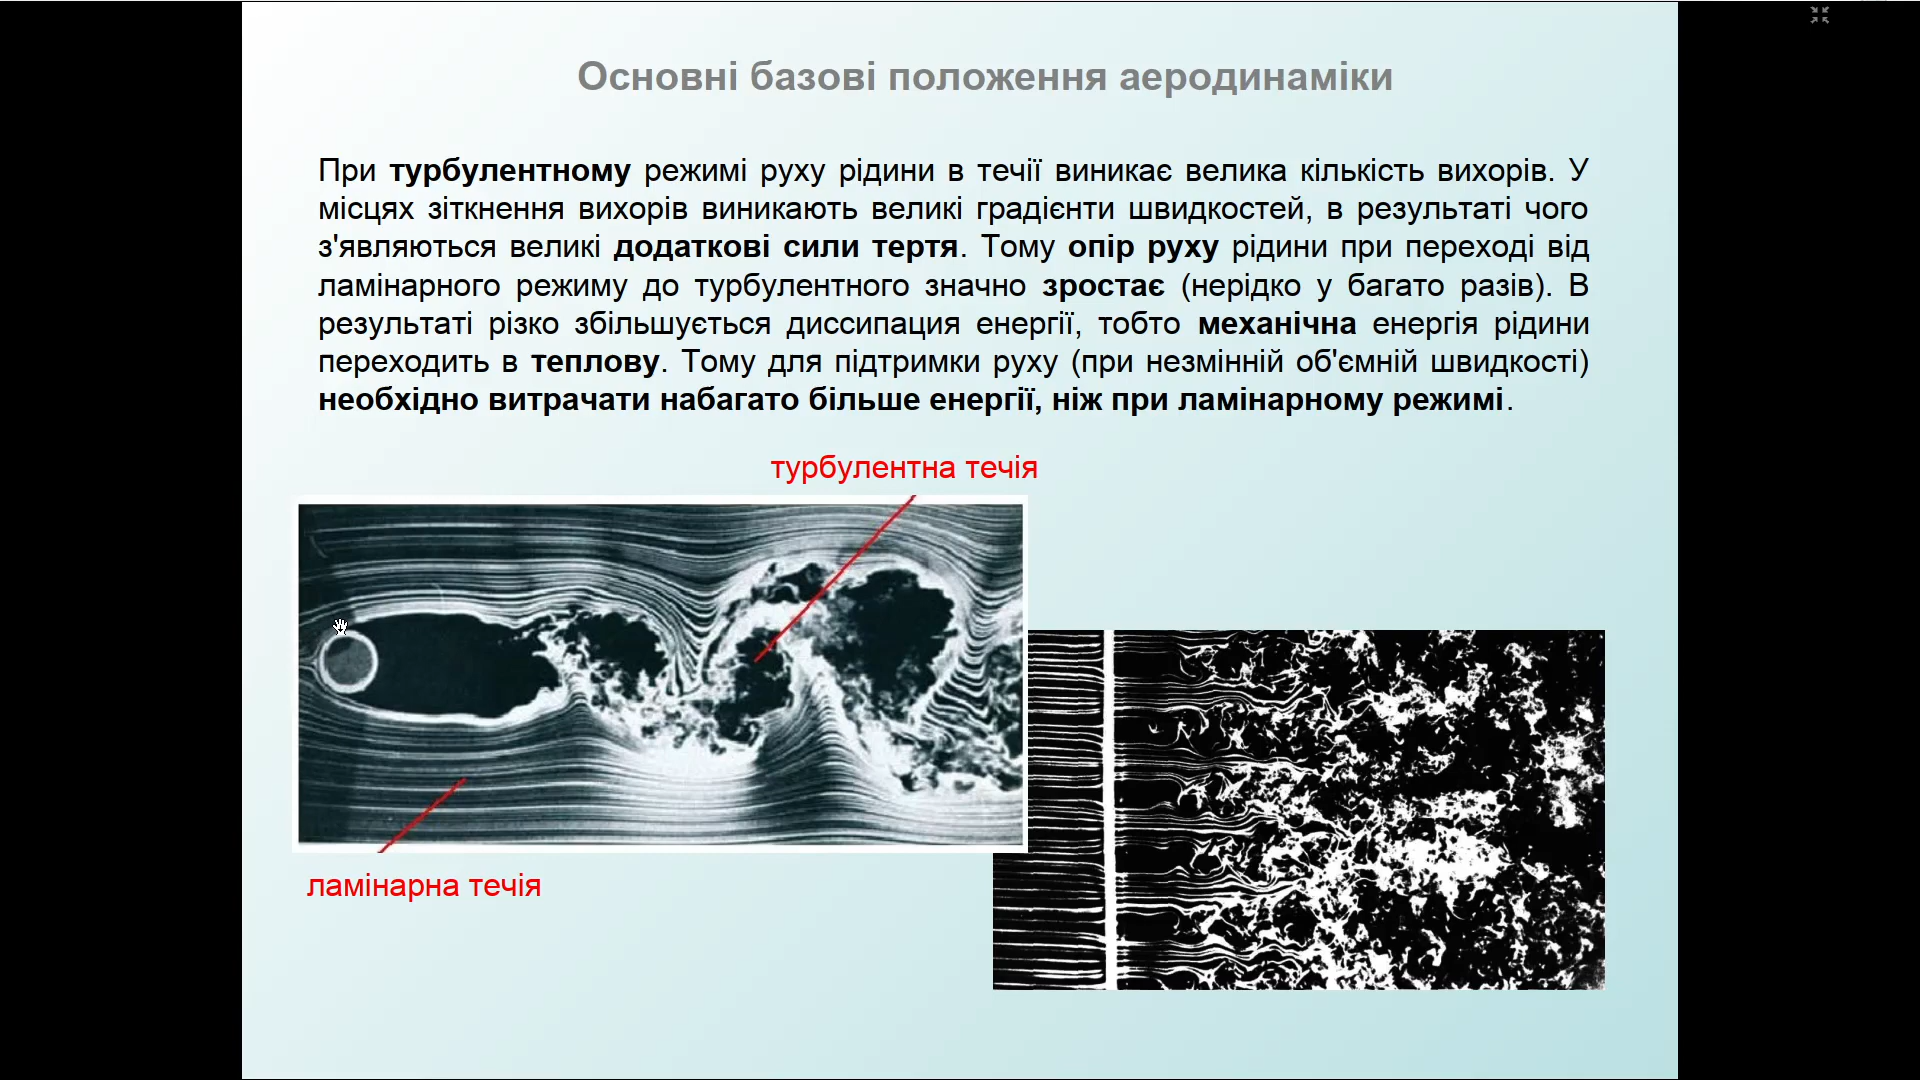 Основні базові положення аеродинаміки
При турбулентному режимі руху рідини в течії виникає велика кількість вихорів. У
місцях зіткнення вихорів виникають великі градієнти швидкостей, в результаті чого
з'являються великі додаткові сили тертя. Тому опір руху рідини при переході від
ламінарного режиму до турбулентного значно зростає (нерідко у багато разів). В
результаті різко збільшується диссипация енергії, тобто механічна енергія рідини
переходить в теплову. Тому для підтримки руху (при незмінній об'ємній швидкості)
необхідно витрачати набагато більше енергії, ніж при ламінарному режимі.
турбулентна течія
ламінарна течія